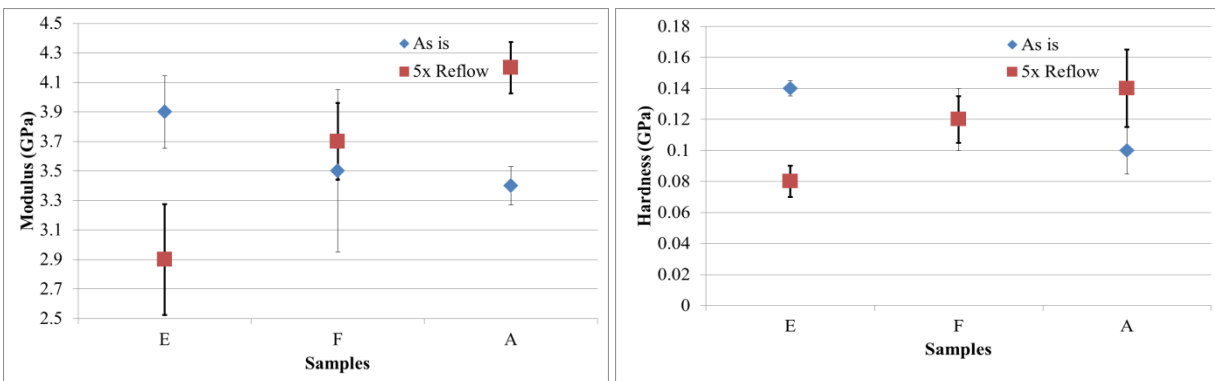 4.5
4.3
4.1
3.9
3.7
3.5
3.3
3.1
2.9
2.7
2.5
Modulus (GPa)
As is
5x Reflow
E
F
A
Samples
0.18
0.16
0.14
0.12
0.1
0.08
0.06
0.04
0.02
0
Hardness (GPa)
As is
5x Reflow
E
F
A
Samples